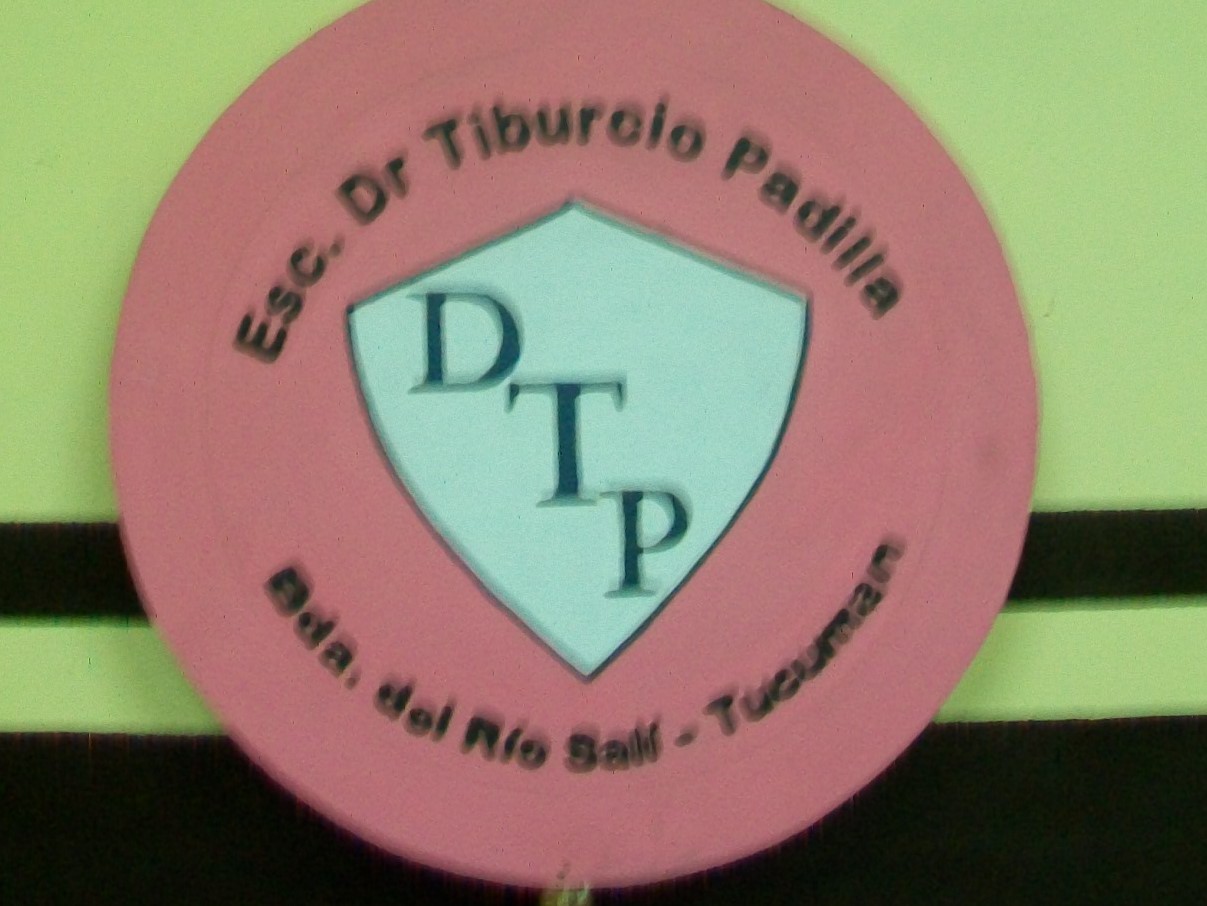 Esc. Dr Tiburcio Padilla
D
T
P
Bda. del Río Salí - Tucuman